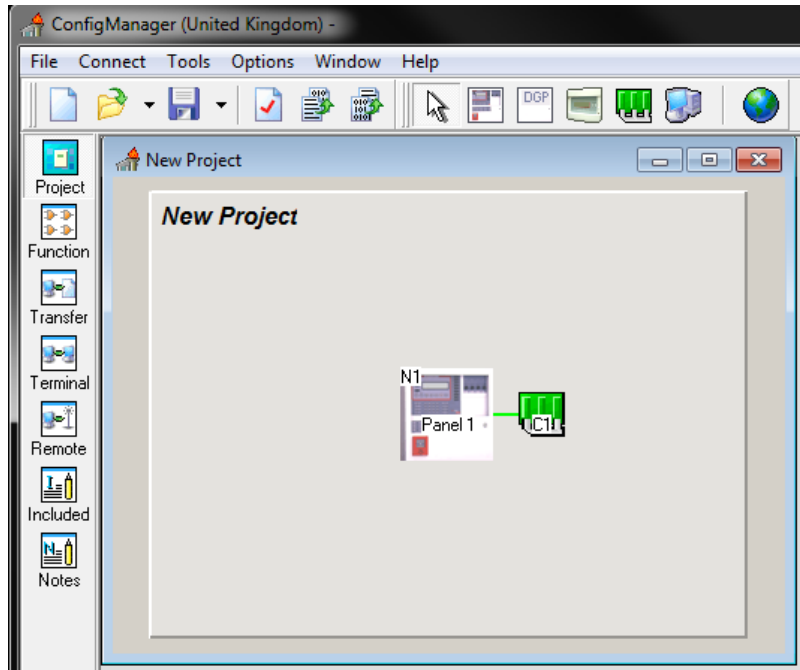 ConfigManager (United Kingdom) -
File Connect Tools Options Window Help
DGP
New Project
Project
New Project
Function
Transfer
N1
Panel 1
C1
Terminal
Remote
Included
Notes